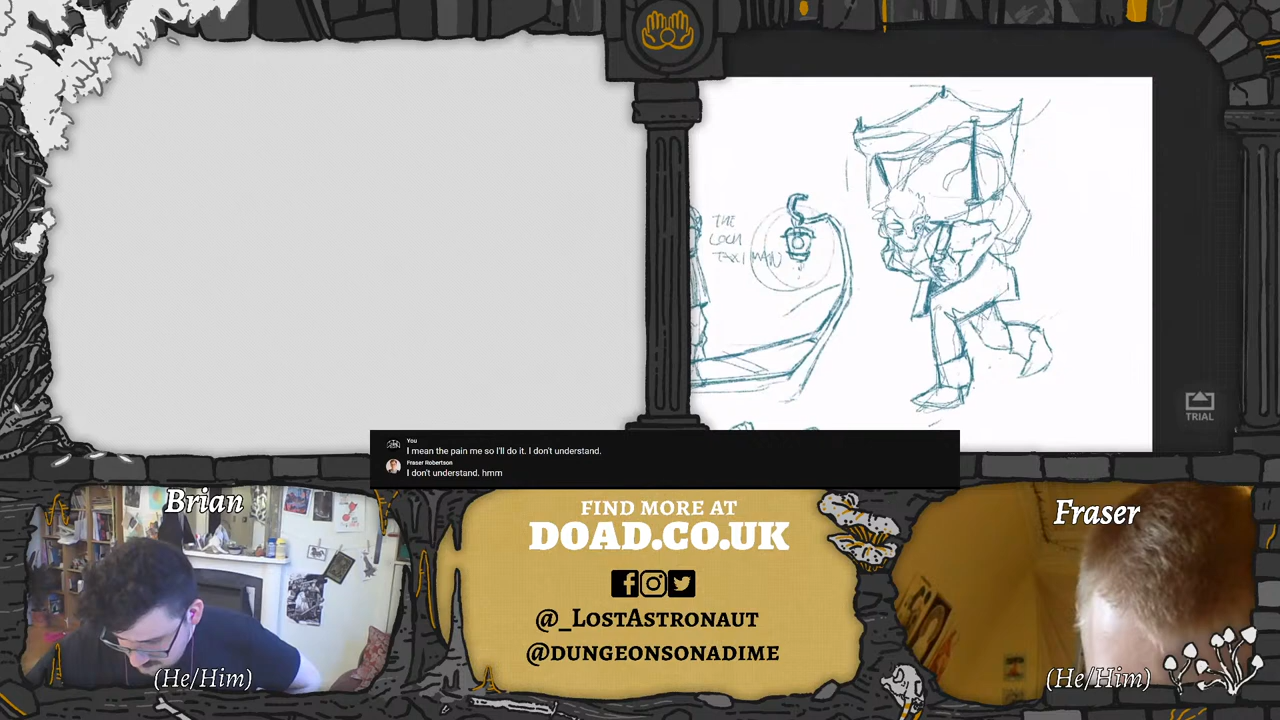 THE
LOCH
TAXI MAN
TRIAL
You
I mean the pain me so I'll do it. I don't understand.
Fraser Robertson
I don't understand. hmm
Brian
(He/Him)
FIND MORE AT
DOAD.CO.UK
@_LostAstronaut
@dungeonsonadime
Fraser
(He/Him)